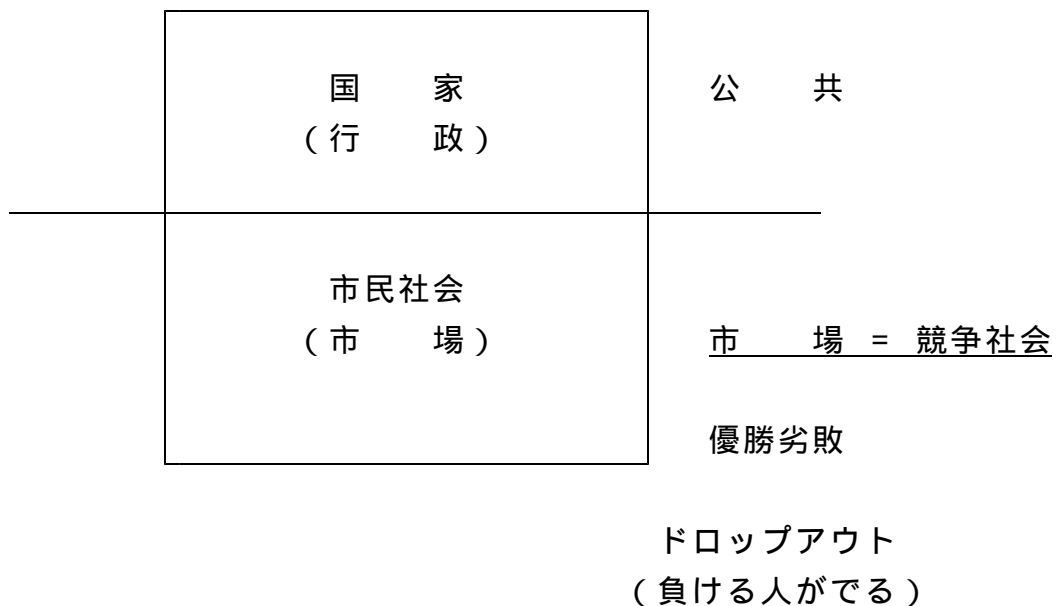 国　家　　公　共
（行　政）
市民社会
（市　場）　　市　場 = 競争社会
優勝劣敗
ドロップアウト
（負ける人がでる）